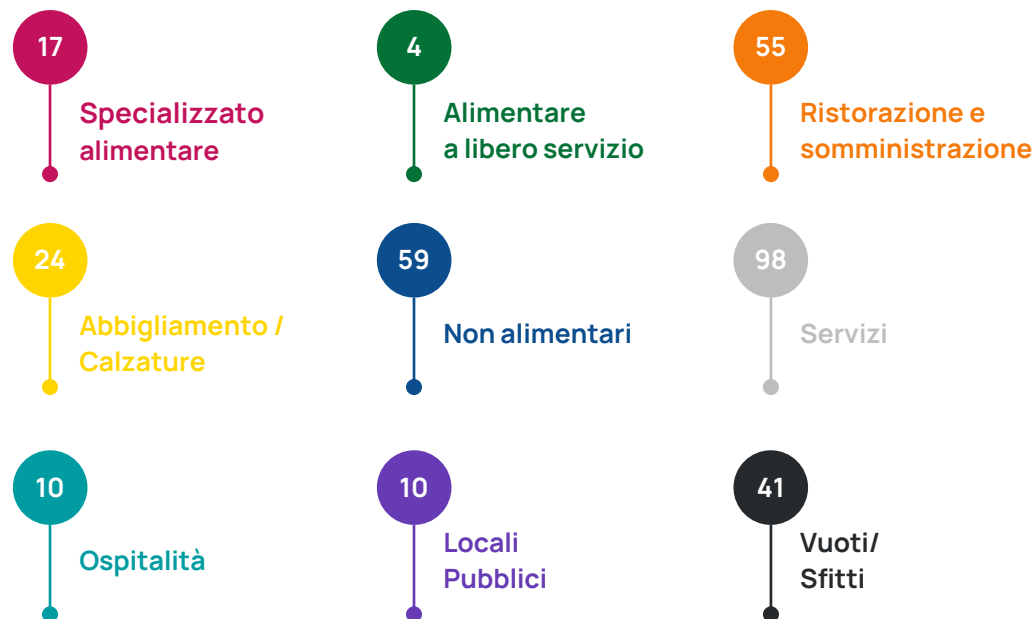 17
Specializzato
alimentare
4
Alimentare
a libero servizio
55
Ristorazione e
somministrazione
24
Abbigliamento /
Calzature
59
Non alimentari
98
Servizi
10
Ospitalità
10
Locali
Pubblici
41
Vuoti/
Sfitti